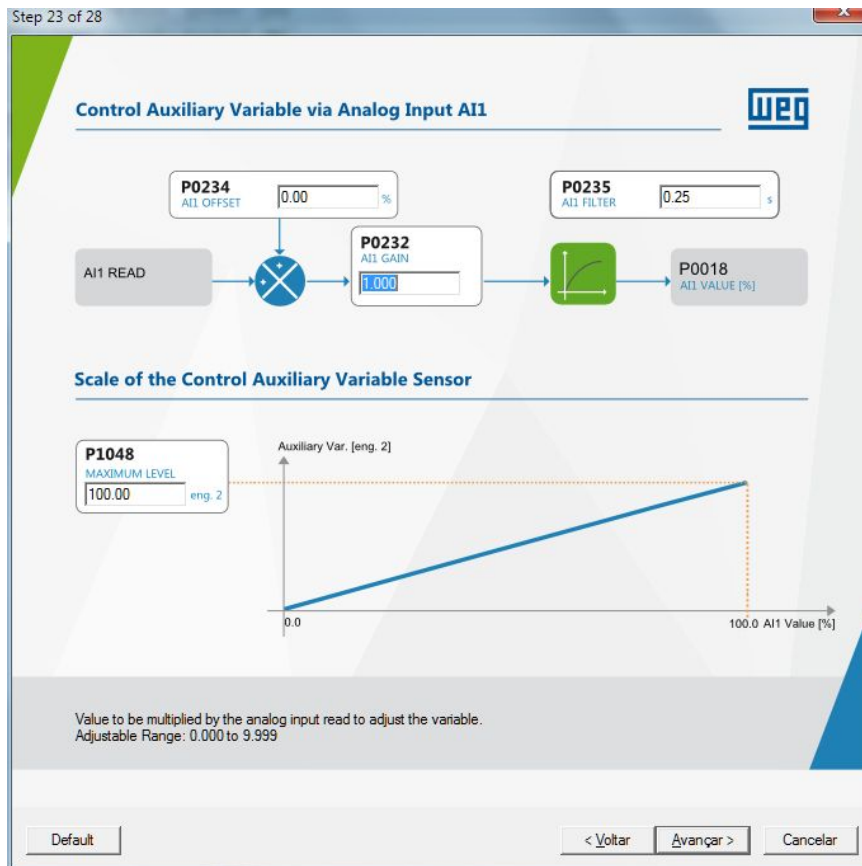 Step 23 of 28
Control Auxiliary Variable via Analog Input AI1
WEG
P0234
AI1 OFFSET
0.00
%
P0235
AI1 FILTER
0.25
s
AI1 READ
P0232
AI1 GAIN
1.000
P0018
AI1 VALUE [%]
Scale of the Control Auxiliary Variable Sensor
P1048
MAXIMUM LEVEL
100.00
eng. 2
Auxiliary Var. [eng. 2]
0.0
100.0 AI1 Value [%]
Value to be multiplied by the analog input read to adjust the variable.
Adjustable Range: 0.000 to 9.999
Default
< Voltar
Avançar >
Cancelar